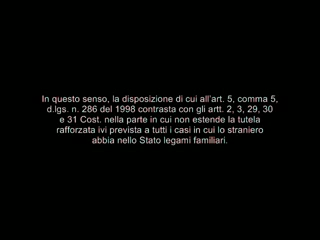 In questo senso, la disposizione di cui all'art. 5, comma 5,
d.lgs. n. 286 del 1998 contrasta con gli artt. 2, 3, 29, 30
e 31 Cost. nella parte in cui non estende la tutela
rafforzata ivi prevista a tutti i casi in cui lo straniero
abbia nello Stato legami familiari.